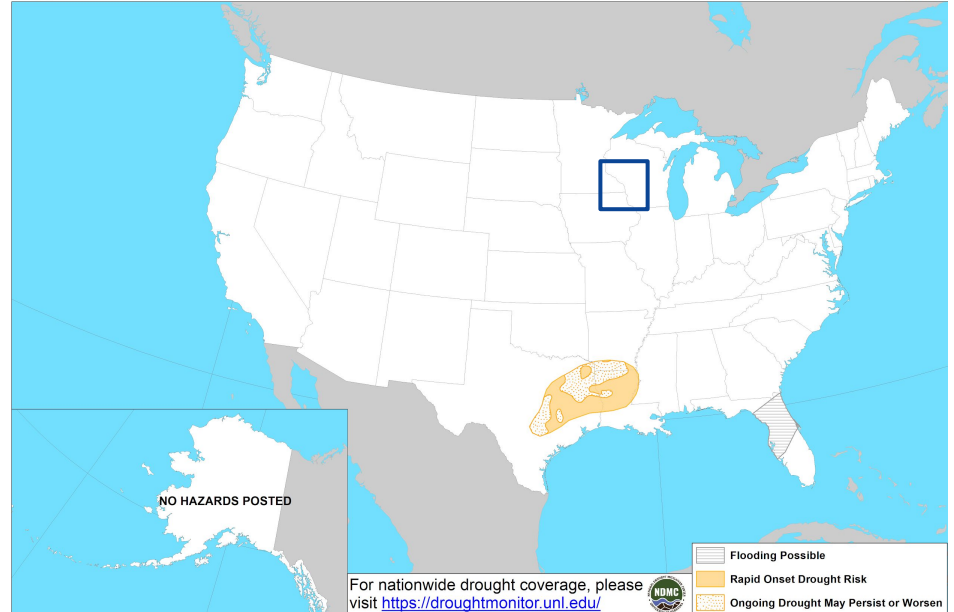 NO HAZARDS POSTED
For nationwide drought coverage, please
visit https://droughtmonitor.unl.edu/
NDMC
Flooding Possible
Rapid Onset Drought Risk
Ongoing Drought May Persist or Worsen